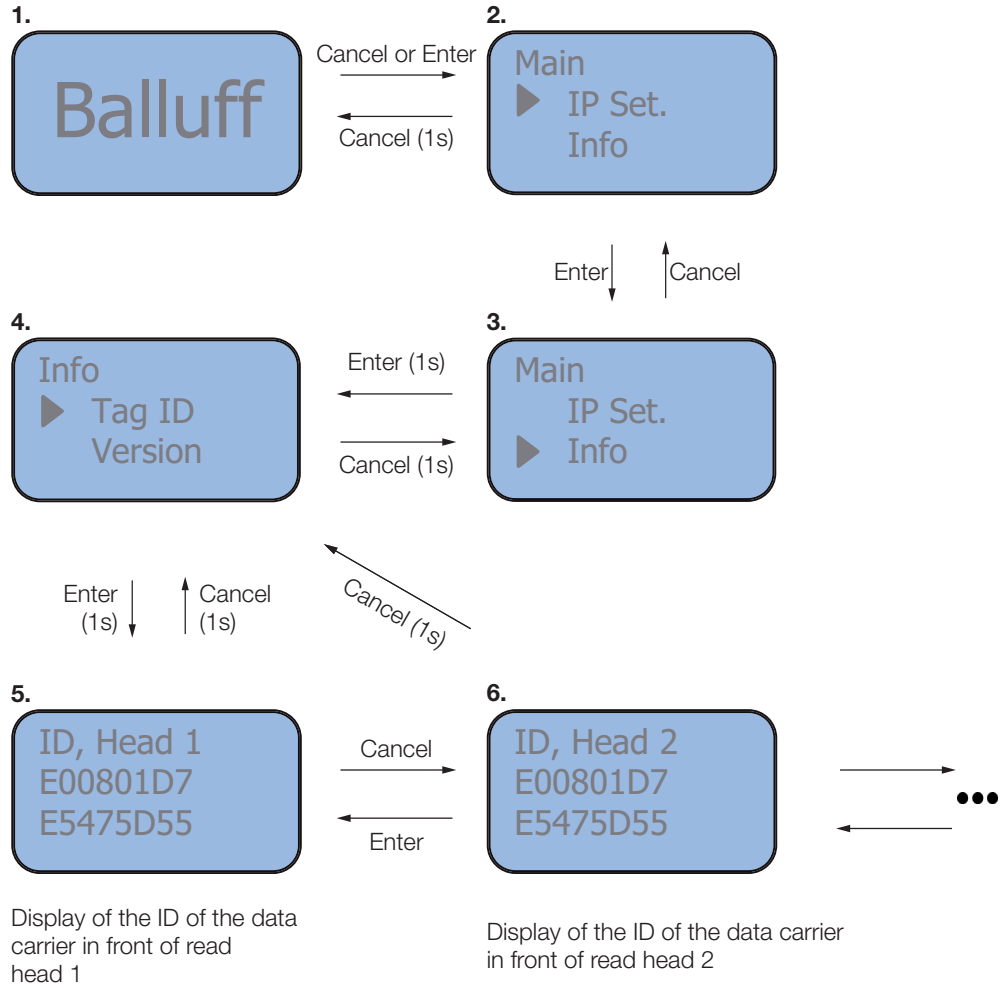 1.
Balluff
Cancel or Enter
Cancel (1s)
2.
Main
IP Set.
Info
Enter
Cancel
4.
Info
Tag ID
Version
Enter (1s)
Cancel (1s)
3.
Main
IP Set.
Info
Enter
(1s)
Cancel
(1s)
Cancel (1s)
5.
ID, Head 1
E00801D7
E5475D55
Cancel
Enter
6.
ID, Head 2
E00801D7
E5475D55
•••
Display of the ID of the data
carrier in front of read
head 1
Display of the ID of the data carrier
in front of read head 2